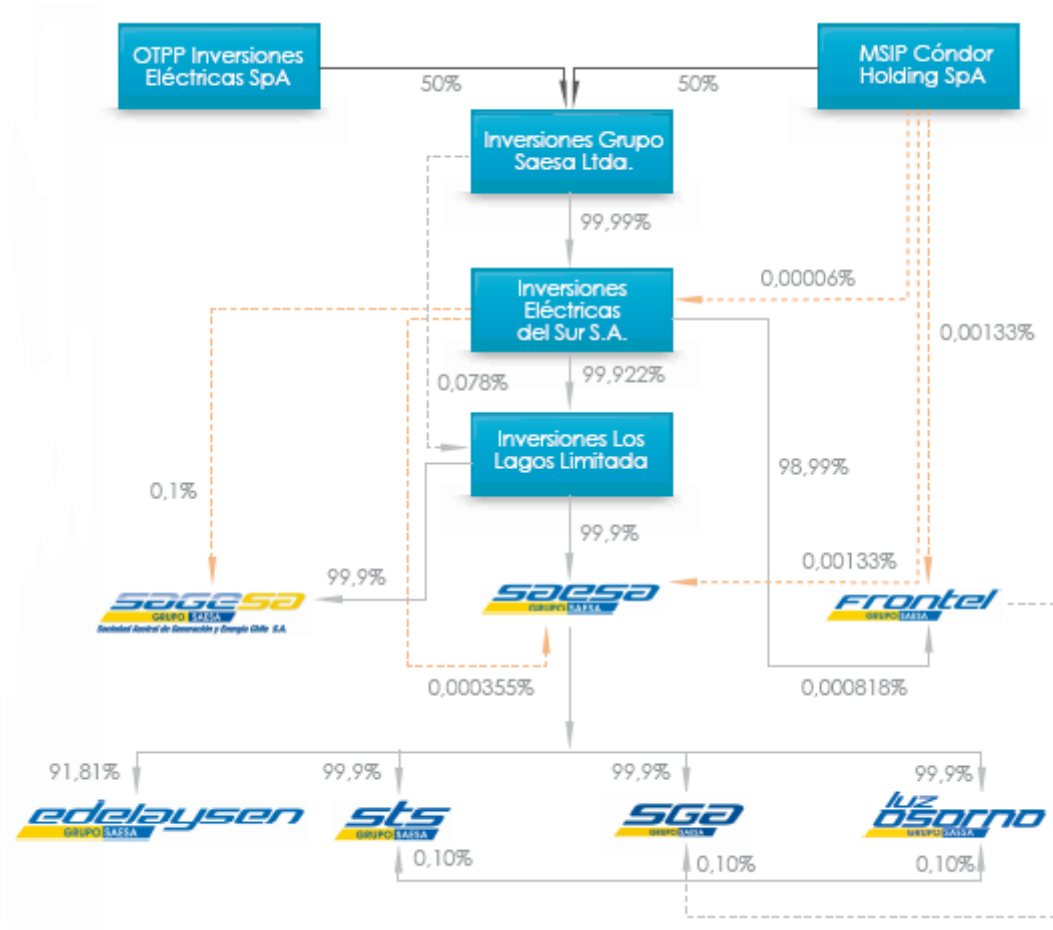 OTPP Inversiones
Eléctricas SpA
MSIP Cóndor
Holding SpA
50%
50%
Inversiones Grupo
Saesa Ltda.
99,99%
0,00006%
Inversiones
Eléctricas
del Sur S.A.
0,00133%
0,078%
99,922%
Inversiones Los
Lagos Limitada
98,99%
0,1%
99,9%
0,00133%
99,9%
sagesa
GRUPO SAESA
Sociedad Austral de Generación y Energía Chile S.A.
saesa
GRUPO SAESA
FRONTEL
GRUPO SAESA
0,000355%
0,000818%
91,81%
99,9%
99,9%
99,9%
edelaysen
GRUPO SAESA
sts
GRUPO SAESA
SGA
GRUPO SAESA
luz
osorno
GRUPO SAESA
0,10%
0,10%
0,10%